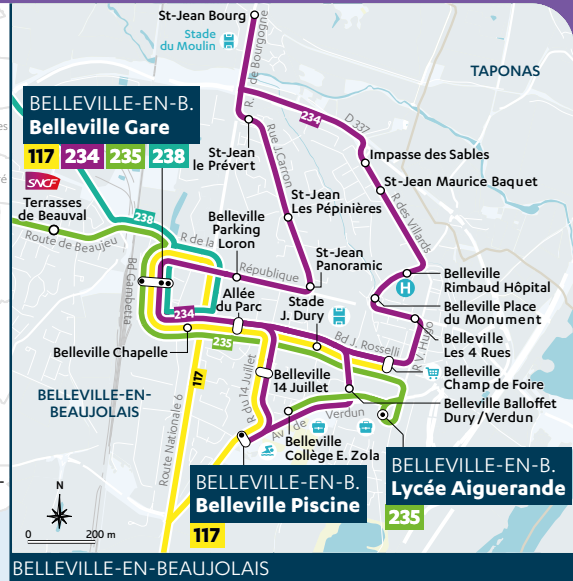 St-Jean Bourg
Stade
du Moulin
R. de Bourgogne
TAPONAS
BELLEVILLE-EN-B.
Belleville Gare
117 234 235 238
SNCF
234
D 337
St-Jean
le Prévert
Rue J.Carron
Impasse des Sables
St-Jean Maurice Baquet
R des Villards
St-Jean
Les Pépinières
Terrasses
de Beauval
238
Route de Beaujeu
Belleville
Parking
Loron
R de la
République
St-Jean
Panoramic
Belleville
Rimbaud Hôpital
H
Bd Gambetta
Allée
du Parc
Stade
J. Dury
Belleville Place
du Monument
234
Bd J. Rosselli
R V. Hugo
Belleville
Les 4 Rues
Belleville Chapelle
235
Belleville
Champ de Foire
117
R du 14 Juillet
Belleville
14 Juillet
Belleville Balloffet
Dury / Verdun
BELLEVILLE-EN-
BEAUJOLAIS
Route Nationale 6
Av. de Verdun
Belleville
Collège E. Zola
BELLEVILLE-EN-B.
Lycée Aiguerande
235
BELLEVILLE-EN-B.
Belleville Piscine
117
N
0 200 m
BELLEVILLE-EN-BEAUJOLAIS